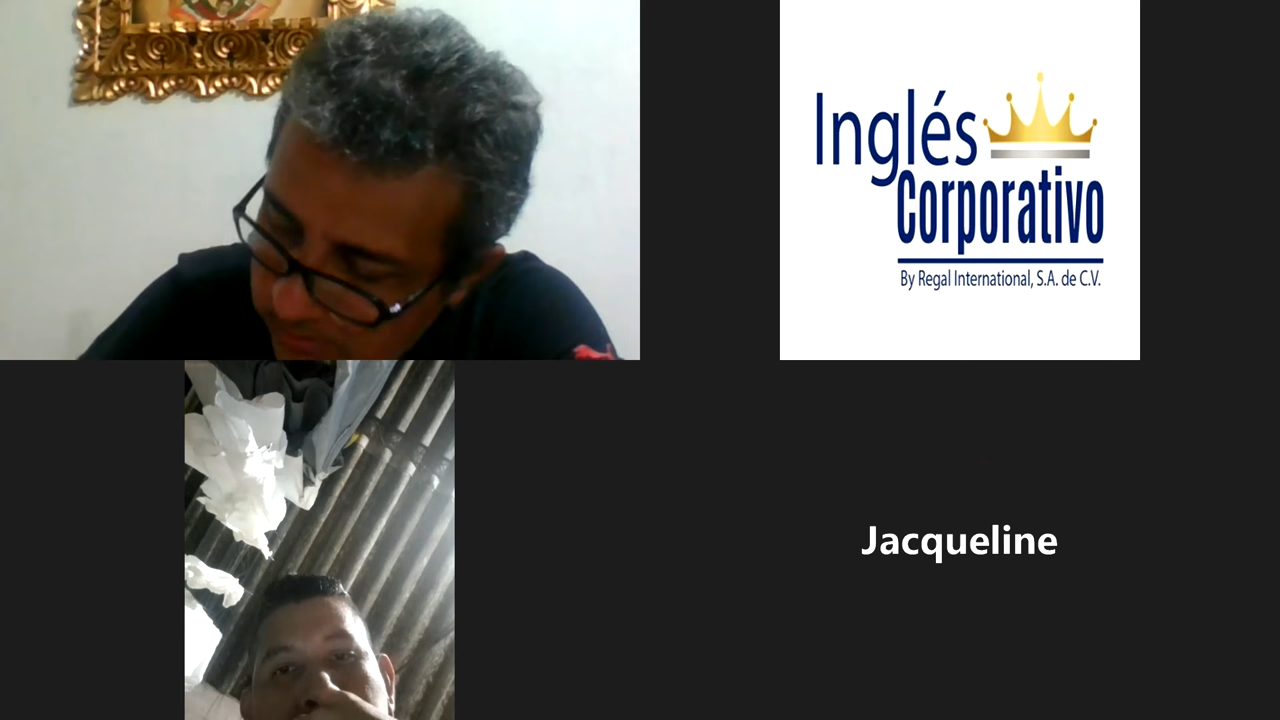 Inglés
Corporativo
By Regal International, S.A. de C.V.
Jacqueline